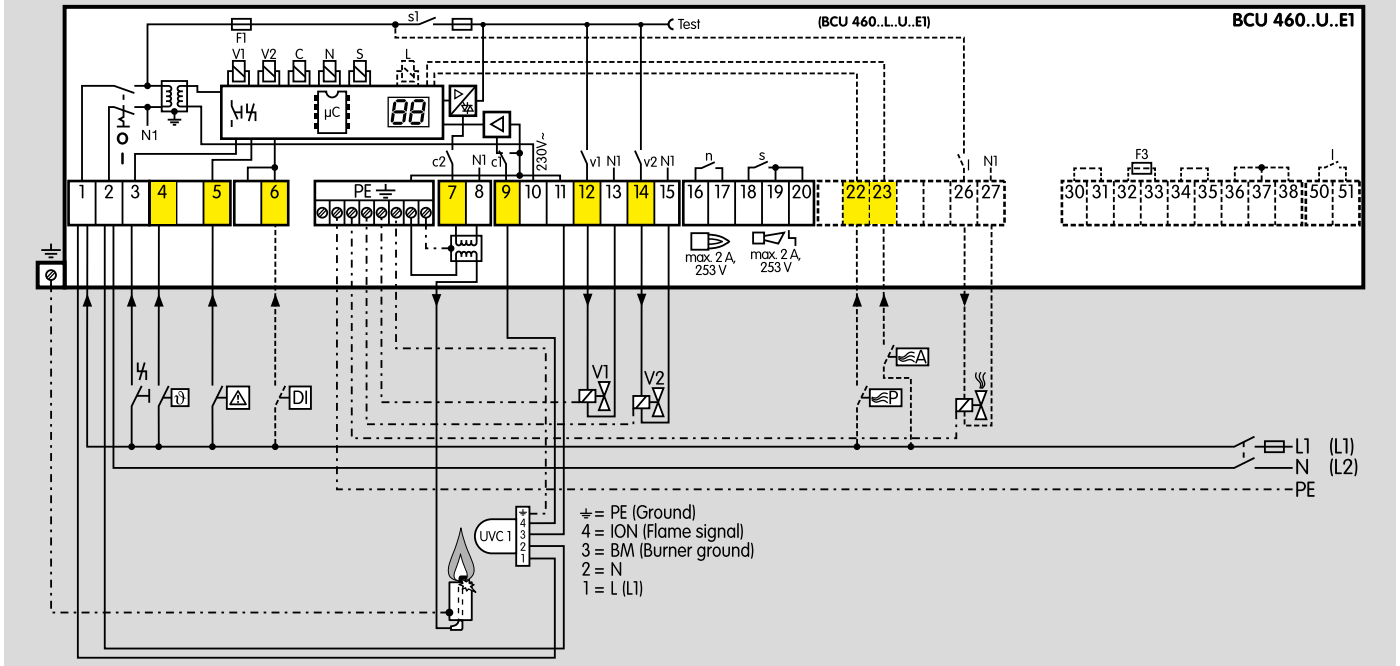 s1 Test (BCU 460..L..U..E1) BCU 460..U..E1
F1
V1 V2 C N S L
µC 88
N1
230V~
c2 N1 c1 v1 N1 v2 N1 n s l N1 F3 l
1 2 3 4 5 6 PE 7 8 9 10 11 12 13 14 15 16 17 18 19 20 22 23 26 27 30 31 32 33 34 35 36 37 38 50 51
max. 2 A, max. 2 A,
253 V 253 V
A
V1 V2
ϑ DI P
L1 (L1)
N (L2)
PE
UVC 1
4
3
2
1
= PE (Ground)
4 = ION (Flame signal)
3 = BM (Burner ground)
2 = N
1 = L (L1)